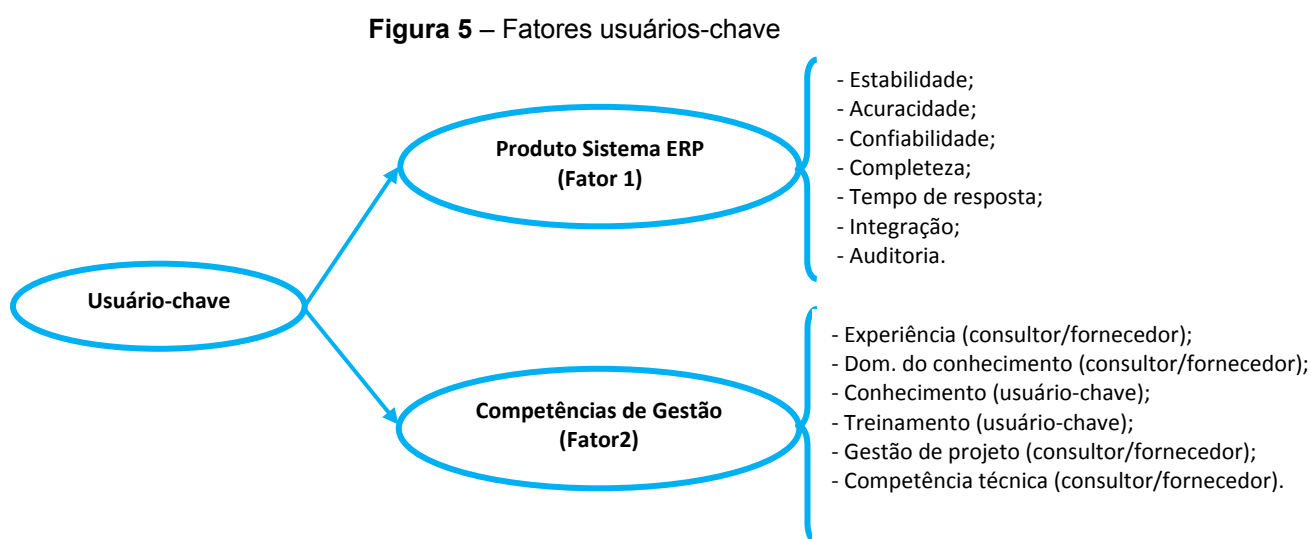 Figura 5 – Fatores usuários-chave
Usuário-chave
Produto Sistema ERP
(Fator 1)
- Estabilidade;
- Acuracidade;
- Confiabilidade;
- Completeza;
- Tempo de resposta;
- Integração;
- Auditoria.
Competências de Gestão
(Fator2)
- Experiência (consultor/fornecedor);
- Dom. do conhecimento (consultor/fornecedor);
- Conhecimento (usuário-chave);
- Treinamento (usuário-chave);
- Gestão de projeto (consultor/fornecedor);
- Competência técnica (consultor/fornecedor).